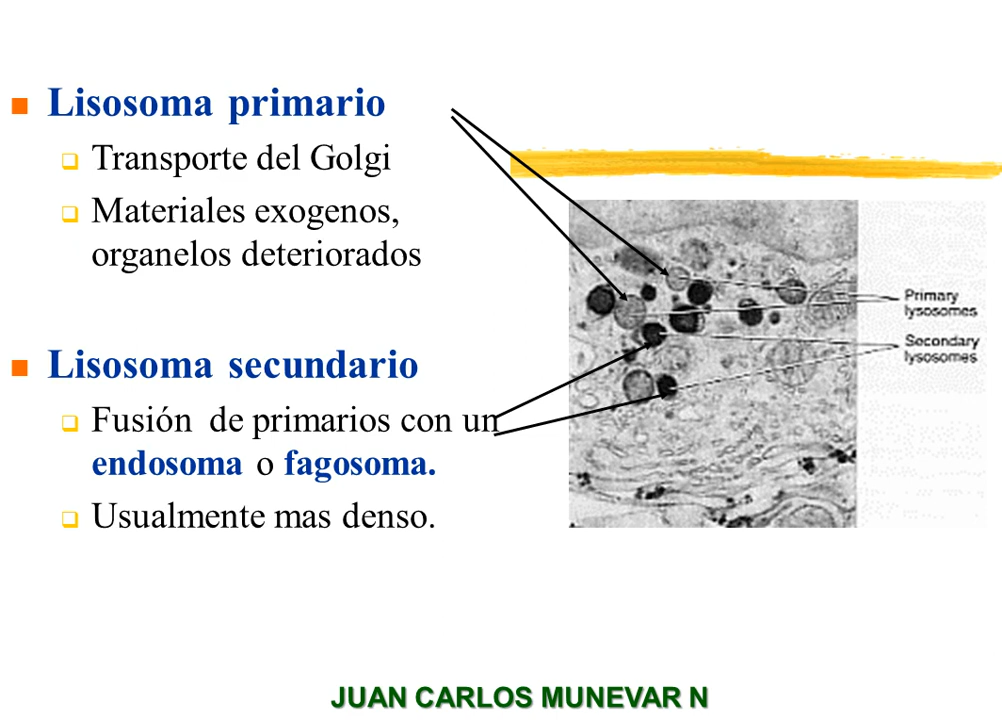 Lisosoma primario
Transporte del Golgi
Materiales exogenos,
organelos deteriorados
Lisosoma secundario
Fusión de primarios con un
endosoma o fagosoma.
Usualmente mas denso.
Primary
lysosomes
Secondary
lysosomes
JUAN CARLOS MUNEVAR N